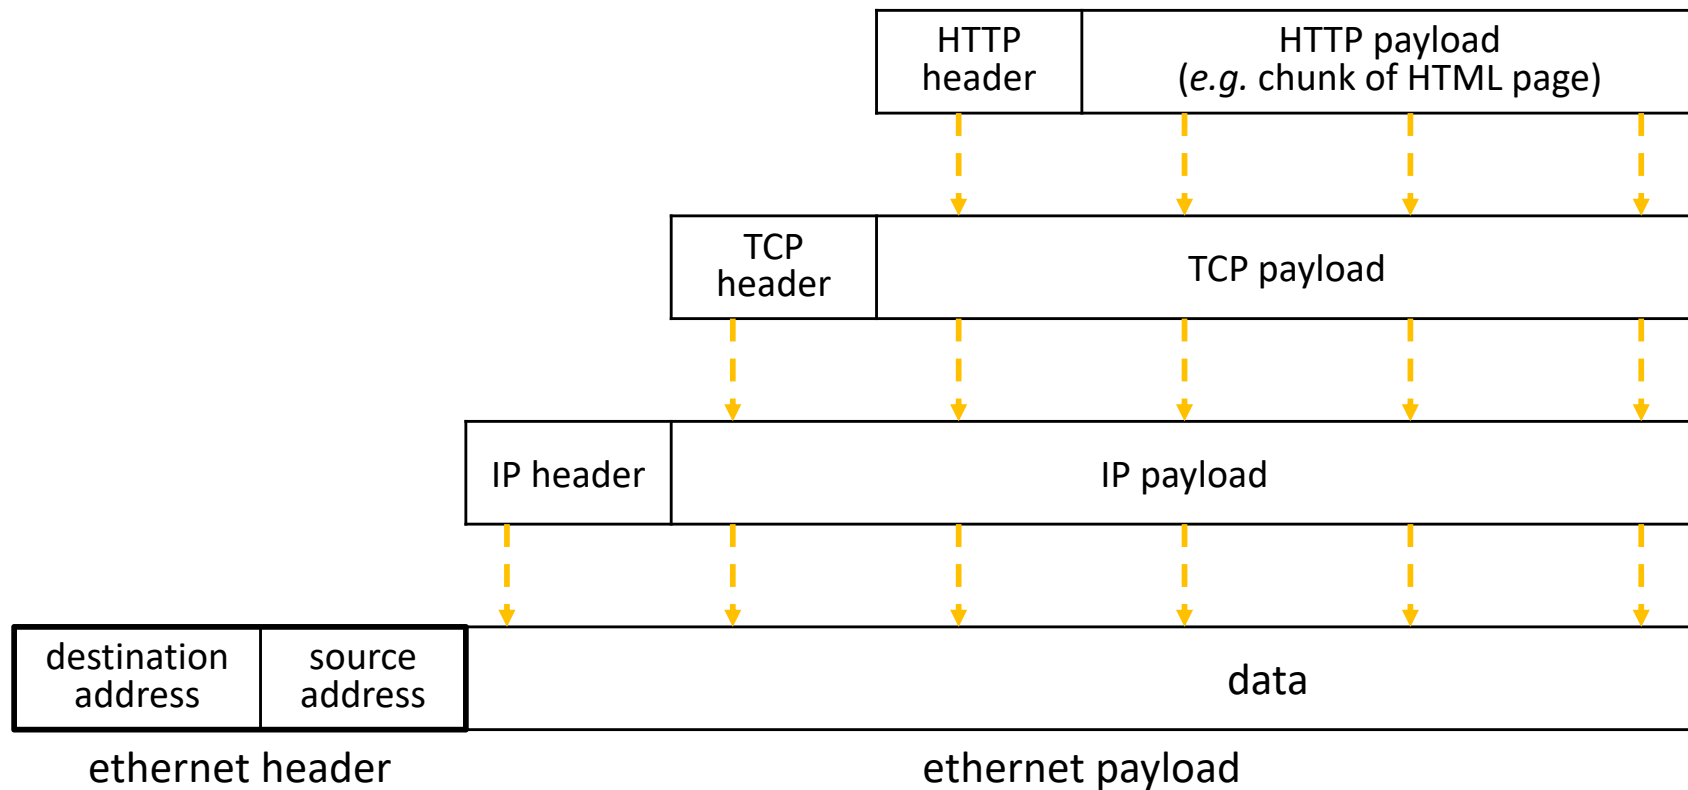 HTTP
header
HTTP payload
(e.g. chunk of HTML page)
TCP
header
TCP payload
IP header
IP payload
destination
address
source
address
data
ethernet header
ethernet payload